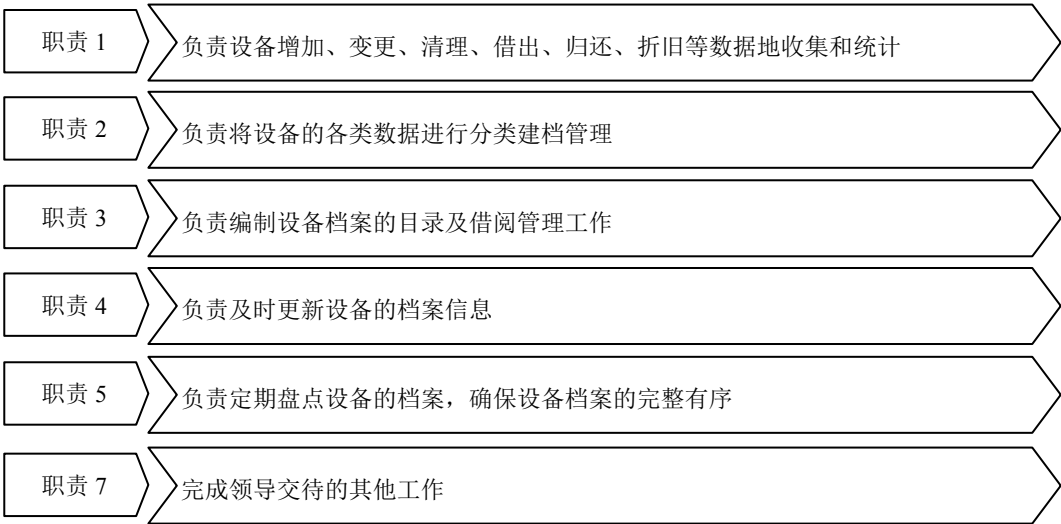 职责 1 负责设备增加、变更、清理、借出、归还、折旧等数据地收集和统计
职责 2 负责将设备的各类数据进行分类建档管理
职责 3 负责编制设备档案的目录及借阅管理工作
职责 4 负责及时更新设备的档案信息
职责 5 负责定期盘点设备的档案，确保设备档案的完整有序
职责 7 完成领导交待的其他工作